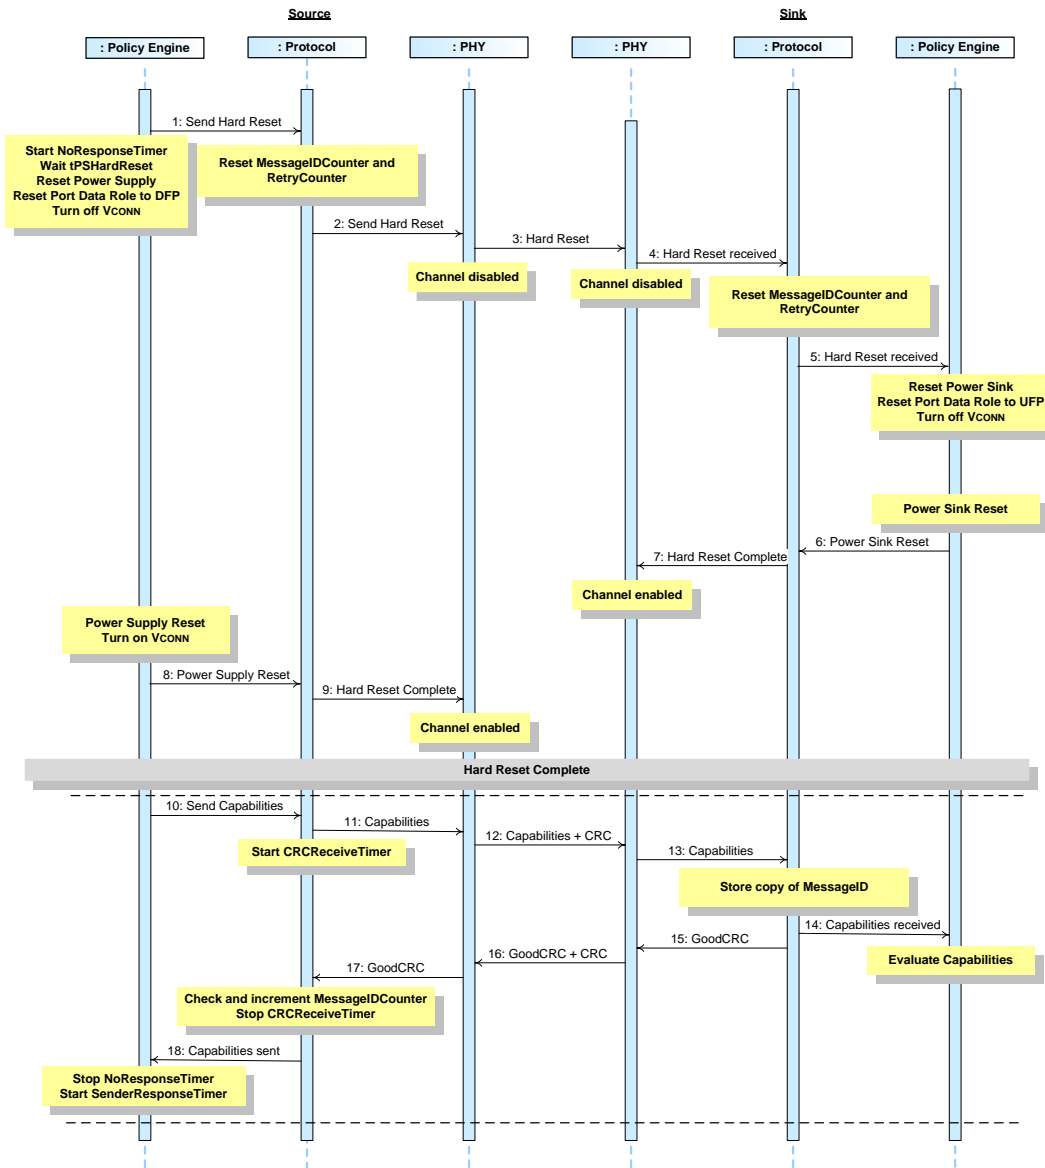 Source
Sink
: Policy Engine
: Protocol
: PHY
: PHY
: Protocol
: Policy Engine
1: Send Hard Reset
Start NoResponseTimer
Wait tPSHardReset
Reset Power Supply
Reset Port Data Role to DFP
Turn off VCONN
Reset MessageIDCounter and
RetryCounter
2: Send Hard Reset
3: Hard Reset
4: Hard Reset received
Channel disabled
Channel disabled
Reset MessageIDCounter and
RetryCounter
5: Hard Reset received
Reset Power Sink
Reset Port Data Role to UFP
Turn off VCONN
Power Sink Reset
6: Power Sink Reset
7: Hard Reset Complete
Channel enabled
Power Supply Reset
Turn on VCONN
8: Power Supply Reset
9: Hard Reset Complete
Channel enabled
Hard Reset Complete
10: Send Capabilities
11: Capabilities
12: Capabilities + CRC
Start CRCReceiveTimer
13: Capabilities
Store copy of MessageID
14: Capabilities received
15: GoodCRC
16: GoodCRC + CRC
Evaluate Capabilities
17: GoodCRC
Check and increment MessageIDCounter
Stop CRCReceiveTimer
18: Capabilities sent
Stop NoResponseTimer
Start SenderResponseTimer